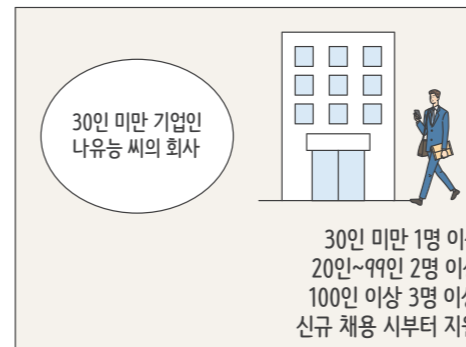 30인 미만 기업인
나유능 씨의 회사
30인 미만 1명
20인~99인 2명
100인 이상 3명
신규 채용 시부터